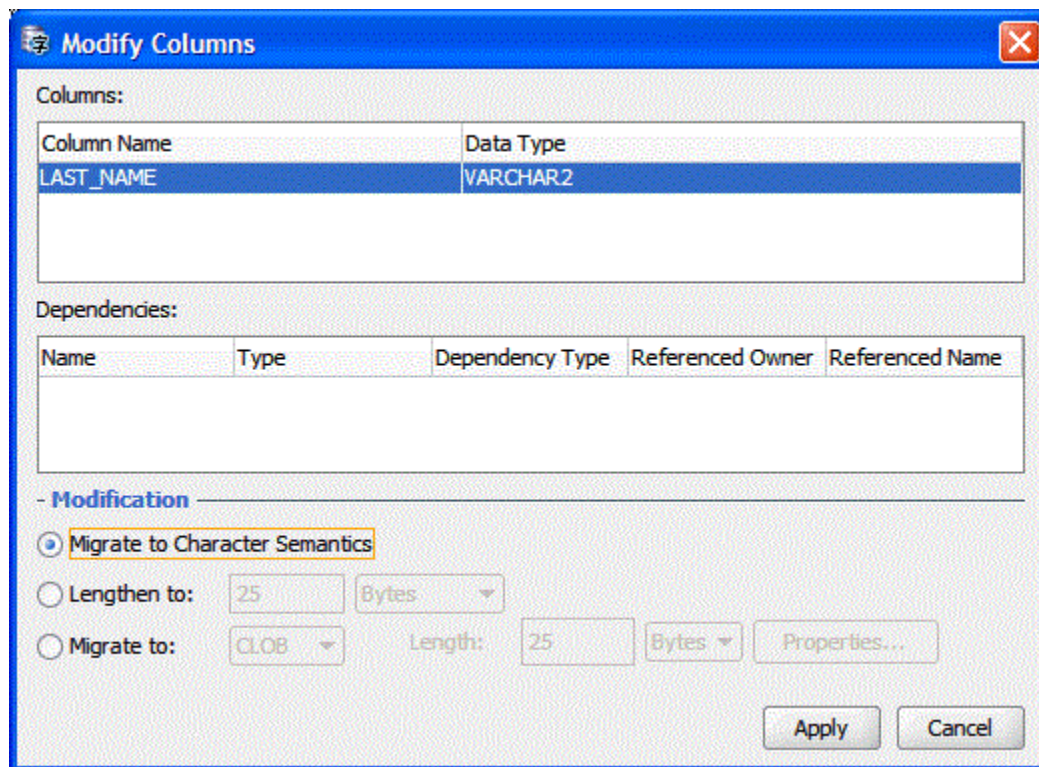 字 Modify Columns
Columns:
Column Name Data Type
LAST_NAME VARCHAR2
Dependencies:
Name Type Dependency Type Referenced Owner Referenced Name
Modification
Migrate to Character Semantics
Lengthen to: 25 Bytes
Migrate to: CLOB Length: 25 Bytes Properties...
Apply Cancel